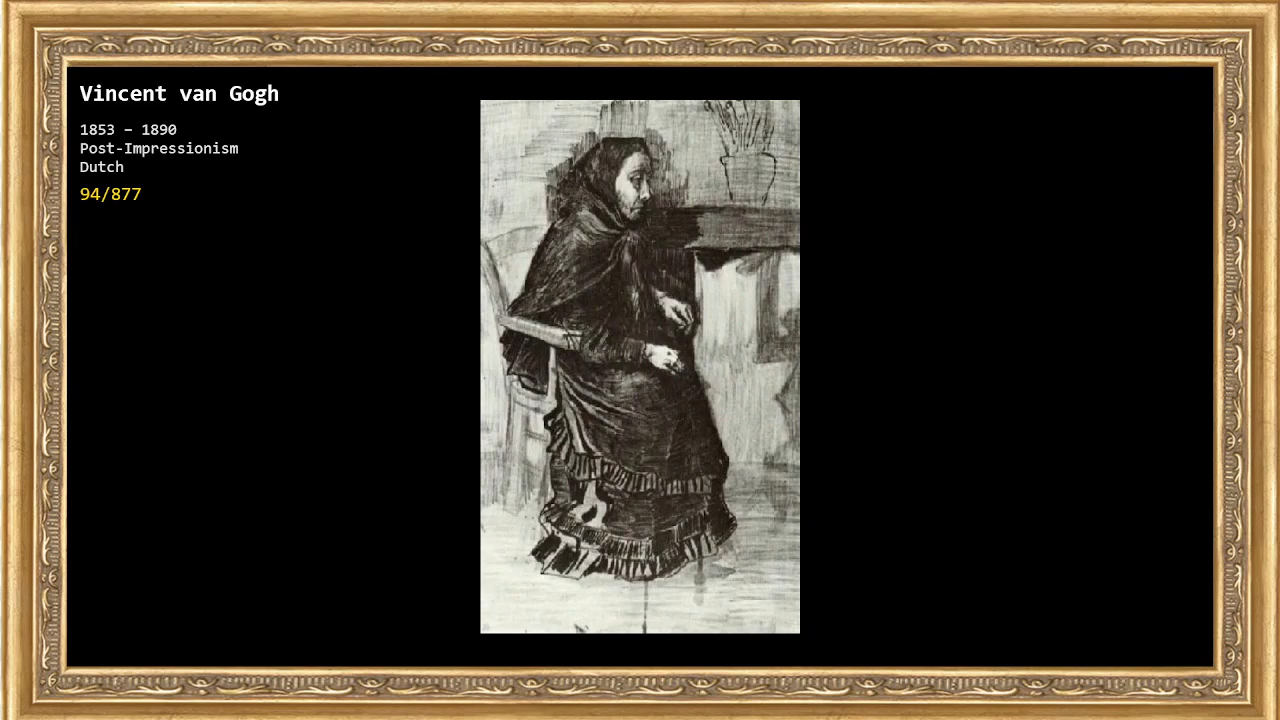 Vincent van Gogh
1853 – 1890
Post-Impressionism
Dutch
94/877